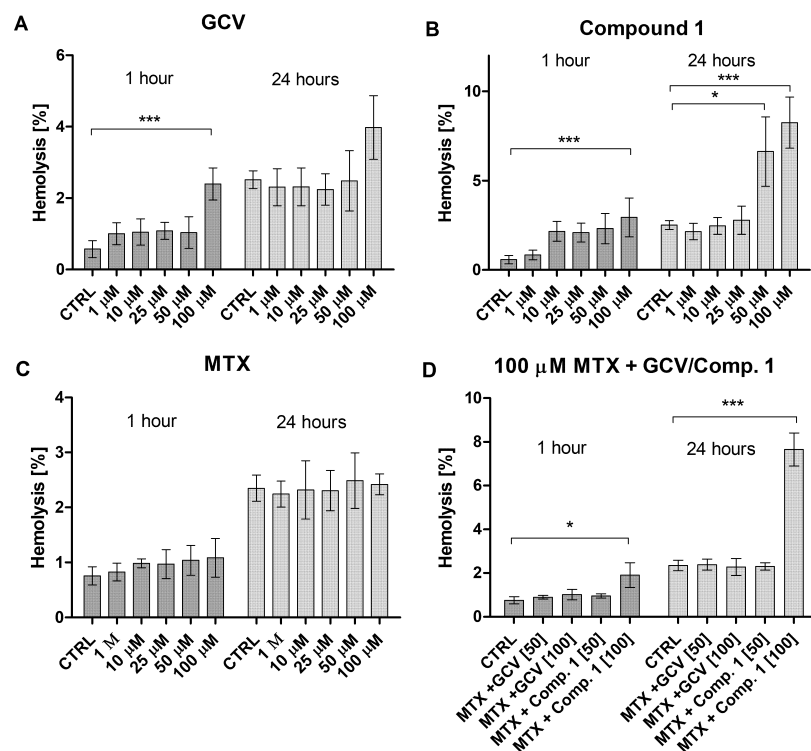 A
GCV
Hemolysis [%]
6
4
2
0
1 hour
24 hours
***
CTRL
1 μM
10 μM
25 μM
50 μM
100 μM
CTRL
1 μM
10 μM
25 μM
50 μM
100 μM
B
Compound 1
Hemolysis [%]
10
5
0
1 hour
24 hours
***
***
*
CTRL
1 μM
10 μM
25 μM
50 μM
100 μM
CTRL
1 μM
10 μM
25 μM
50 μM
100 μM
C
MTX
Hemolysis [%]
4
3
2
1
0
1 hour
24 hours
CTRL
1 M
10 μM
25 μM
50 μM
100 μM
CTRL
1 M
10 μM
25 μM
50 μM
100 μM
D
100 μM MTX + GCV/Comp. 1
Hemolysis [%]
10
8
6
4
2
0
1 hour
24 hours
*
***
CTRL
MTX +GCV [50]
MTX +GCV [100]
MTX + Comp. 1 [50]
MTX + Comp. 1 [100]
CTRL
MTX +GCV [50]
MTX +GCV [100]
MTX + Comp. 1 [50]
MTX + Comp. 1 [100]